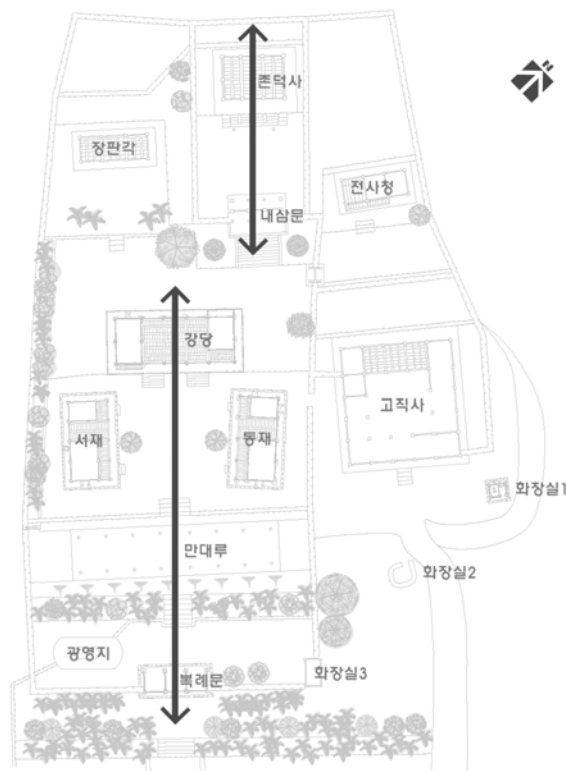 존덕사
장판각
전사청
내삼문
강당
고직사
서재
동재
화장실1
만대루
화장실2
광영지
복례문
화장실3